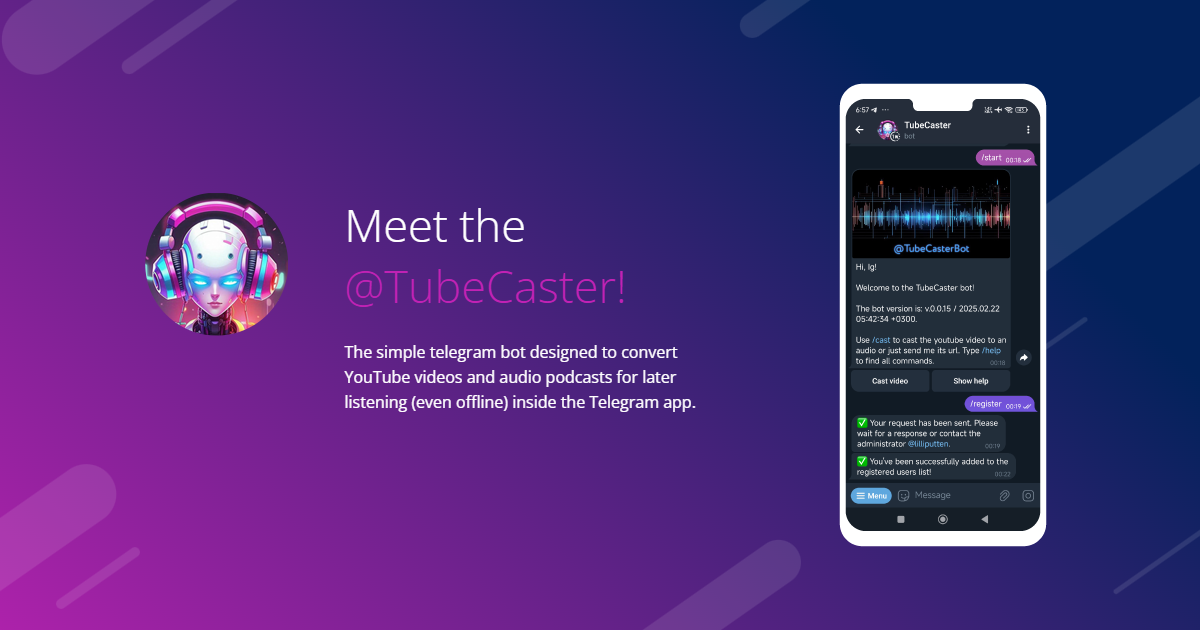 Meet the
@TubeCaster!
The simple telegram bot designed to convert
YouTube videos and audio podcasts for later
listening (even offline) inside the Telegram app.
6:57
TubeCaster
bot
/start 00:18
@TubeCasterBot
Hi, Ig!
Welcome to the TubeCaster bot!
The bot version is: v.0.0.15 / 2025.02.22
05:42:34 +0300.
Use /cast to cast the youtube video to an
audio or just send me its url. Type /help
to find all commands. 00:18
Cast video Show help
/register 00:19
✅ Your request has been sent. Please
wait for a response or contact the
administrator @lilliputten. 00:19
✅ You've been successfully added to the
registered users list! 00:22
Menu Message